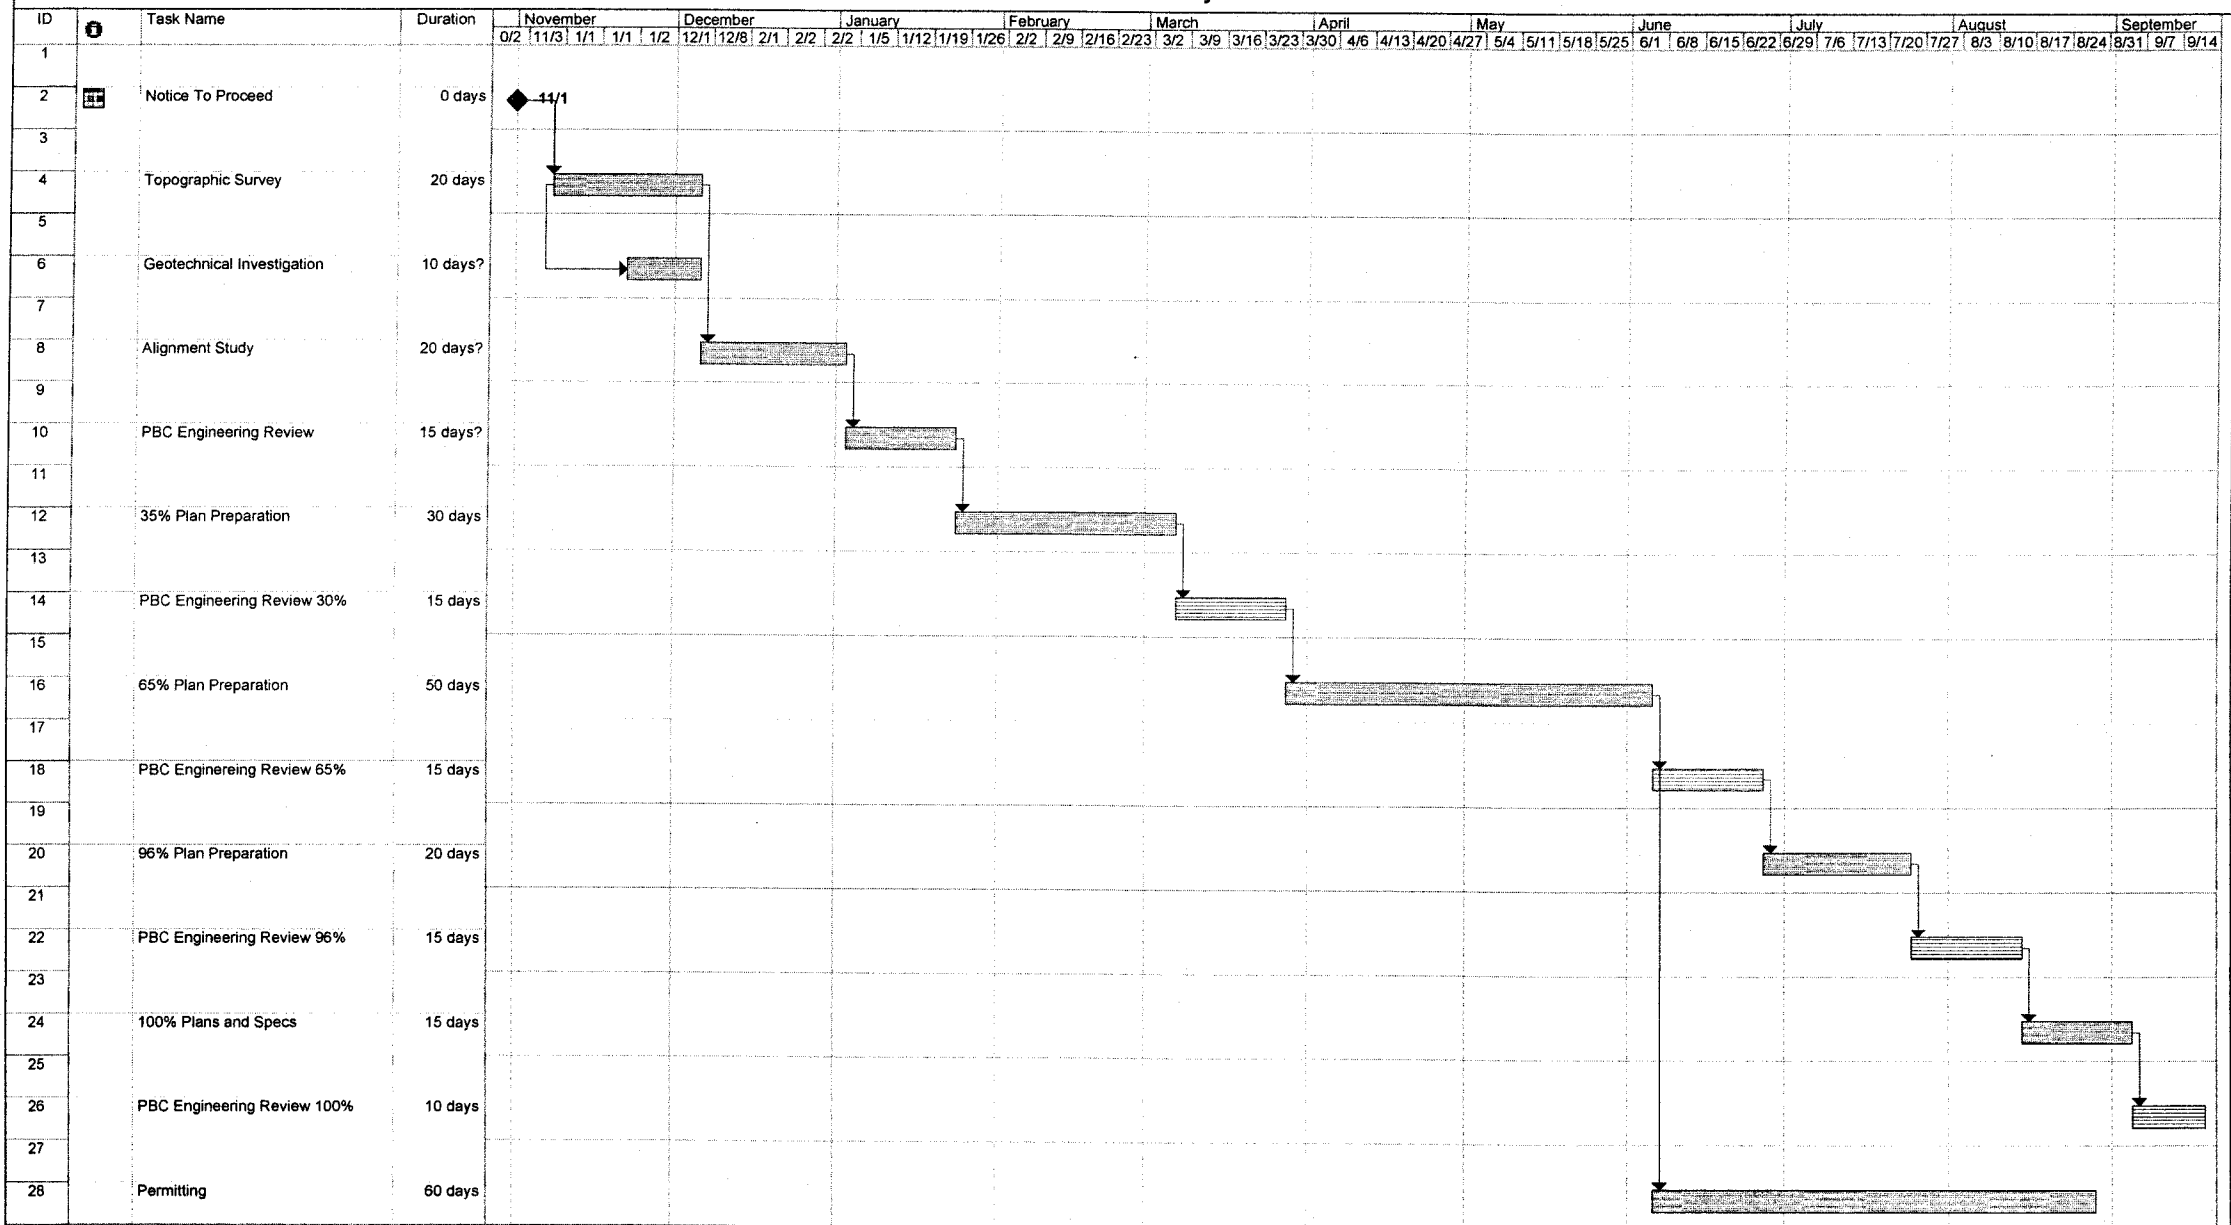 ID Task Name Duration November December January February March April May June July August September
0/2 11/3 1/1 1/1 1/2 12/1 12/8 2/1 2/2 2/2 1/5 1/12 1/19 1/26 2/2 2/9 2/16 2/23 3/2 3/9 3/16 3/23 3/30 4/6 4/13 4/20 4/27 5/4 5/11 5/18 5/25 6/1 6/8 6/15 6/22 6/29 7/6 7/13 7/20 7/27 8/3 8/10 8/17 8/24 8/31 9/7 9/14
1
2 Notice To Proceed 0 days 11/1
3
4 Topographic Survey 20 days
5
6 Geotechnical Investigation 10 days?
7
8 Alignment Study 20 days?
9
10 PBC Engineering Review 15 days?
11
12 35% Plan Preparation 30 days
13
14 PBC Engineering Review 30% 15 days
15
16 65% Plan Preparation 50 days
17
18 PBC Enginereing Review 65% 15 days
19
20 96% Plan Preparation 20 days
21
22 PBC Engineering Review 96% 15 days
23
24 100% Plans and Specs 15 days
25
26 PBC Engineering Review 100% 10 days
27
28 Permitting 60 days